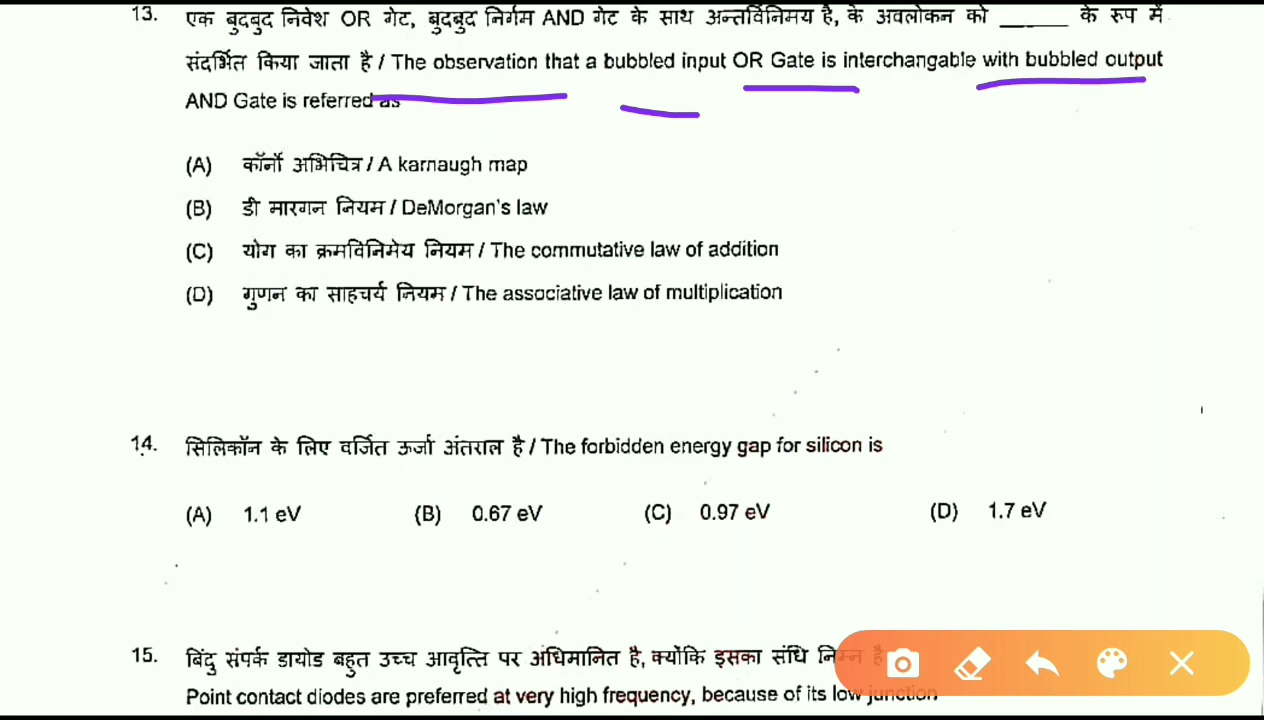 13. एक बुदबुद निवेश OR गेट, बुदबुद निर्गम AND गेट के साथ अन्तर्विनिमय है, के अवलोकन को ______ के रूप में
संदर्भित किया जाता है / The observation that a bubbled input OR Gate is interchangable with bubbled output
AND Gate is referred as
(A) कॉर्नो अभिचित्र / A karnaugh map
(B) डी मारगन नियम / DeMorgan's law
(C) योग का क्रमविनिमेय नियम / The commutative law of addition
(D) गुणन का साहचर्य नियम / The associative law of multiplication
14. सिलिकॉन के लिए वर्जित ऊर्जा अंतराल है / The forbidden energy gap for silicon is
(A) 1.1 eV (B) 0.67 eV (C) 0.97 eV (D) 1.7 eV
15. बिंदु संपर्क डायोड बहुत उच्च आवृत्ति पर अधिमानित है, क्योंकि इसका संधि निम्न है
Point contact diodes are preferred at very high frequency, because of its low junction